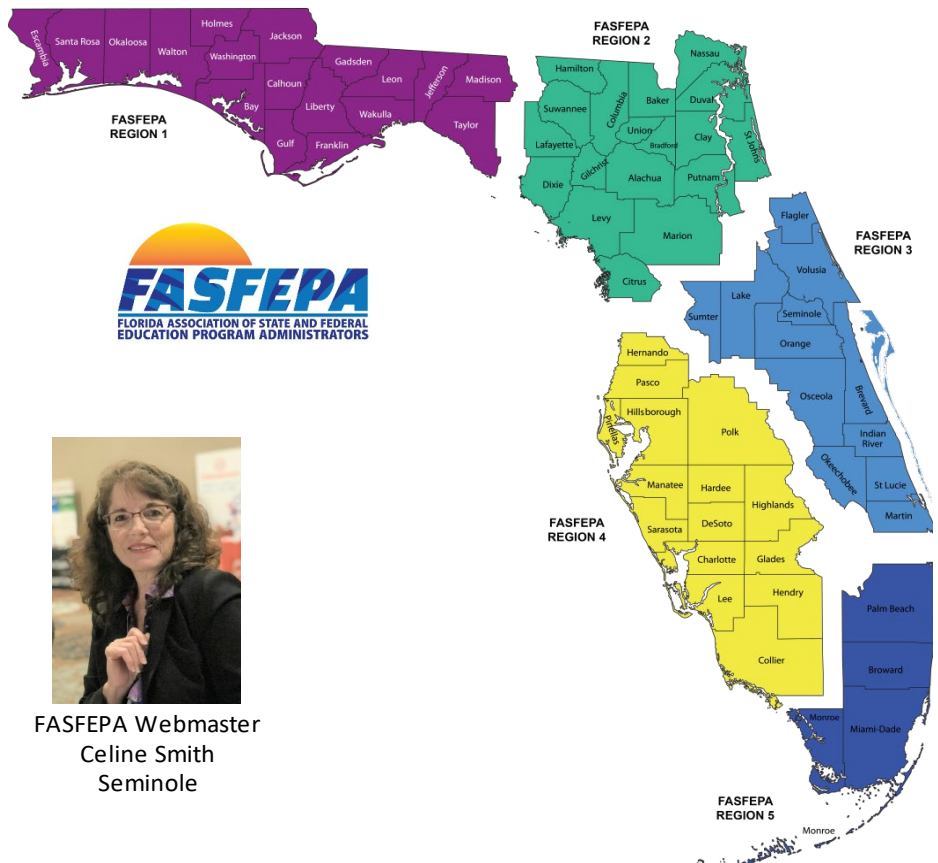 FASFEPA
REGION 1
Escambia
Santa Rosa
Okaloosa
Walton
Holmes
Washington
Jackson
Bay
Calhoun
Gulf
Liberty
Gadsden
Franklin
Leon
Wakulla
Jefferson
Madison
Taylor
FASFEPA
REGION 2
Nassau
Hamilton
Columbia
Baker
Duval
Suwannee
Union
Bradford
Clay
St Johns
Lafayette
Gilchrist
Alachua
Putnam
Dixie
Levy
Marion
Citrus
FASFEPA
REGION 3
Flagler
Volusia
Lake
Sumter
Seminole
Orange
Osceola
Brevard
Indian
River
Okeechobee
St Lucie
Martin
FASFEPA
FLORIDA ASSOCIATION OF STATE AND FEDERAL
EDUCATION PROGRAM ADMINISTRATORS
FASFEPA
REGION 4
Hernando
Pasco
Hillsborough
Pinellas
Polk
Manatee
Hardee
Highlands
Sarasota
DeSoto
Charlotte
Glades
Lee
Hendry
Collier
FASFEPA
REGION 5
Palm Beach
Broward
Monroe
Miami-Dade
Monroe
FASFEPA Webmaster
Celine Smith
Seminole